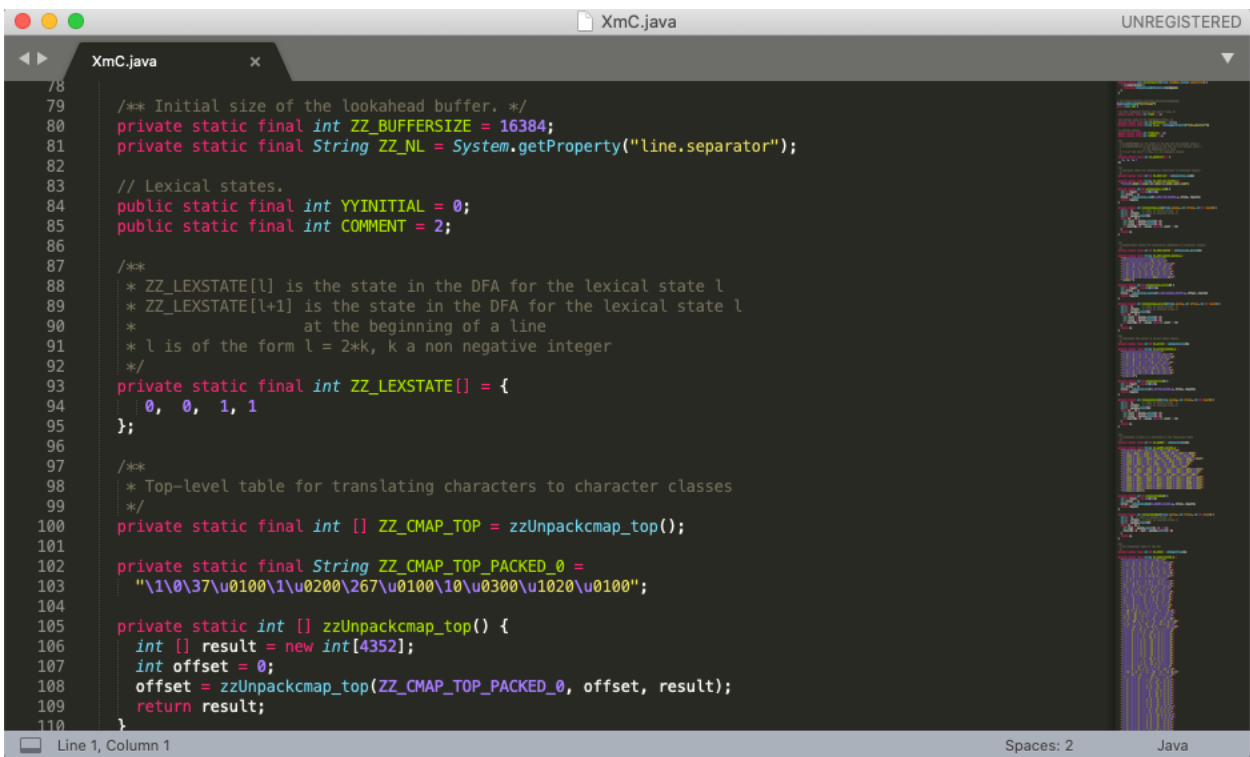 XmC.java
UNREGISTERED
XmC.java ×
78
79 /** Initial size of the lookahead buffer. */
80 private static final int ZZ_BUFFERSIZE = 16384;
81 private static final String ZZ_NL = System.getProperty("line.separator");
82
83 // Lexical states.
84 public static final int YYINITIAL = 0;
85 public static final int COMMENT = 2;
86
87 /**
88 * ZZ_LEXSTATE[l] is the state in the DFA for the lexical state l
89 * ZZ_LEXSTATE[l+1] is the state in the DFA for the lexical state l
90 *                  at the beginning of a line
91 * l is of the form l = 2*k, k a non negative integer
92 */
93 private static final int ZZ_LEXSTATE[] = {
94 0,  0,  1, 1
95 };
96
97 /**
98 * Top-level table for translating characters to character classes
99 */
100 private static final int [] ZZ_CMAP_TOP = zzUnpackcmap_top();
101
102 private static final String ZZ_CMAP_TOP_PACKED_0 =
103 "\1\0\37\u0100\1\u0200\267\u0100\10\u0300\u1020\u0100";
104
105 private static int [] zzUnpackcmap_top() {
106 int [] result = new int[4352];
107 int offset = 0;
108 offset = zzUnpackcmap_top(ZZ_CMAP_TOP_PACKED_0, offset, result);
109 return result;
110 }
Line 1, Column 1
Spaces: 2
Java